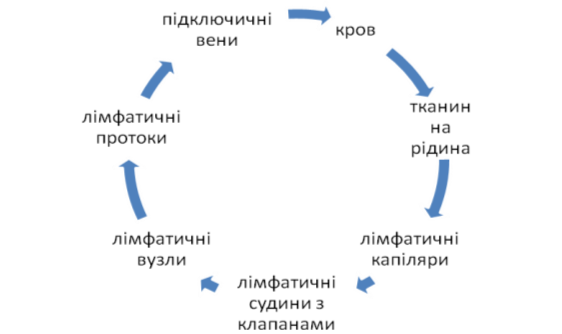 підключичні
вени
кров
тканин
на
рідина
лімфатичні
капіляри
лімфатичні
судини з
клапанами
лімфатичні
вузли
лімфатичні
протоки